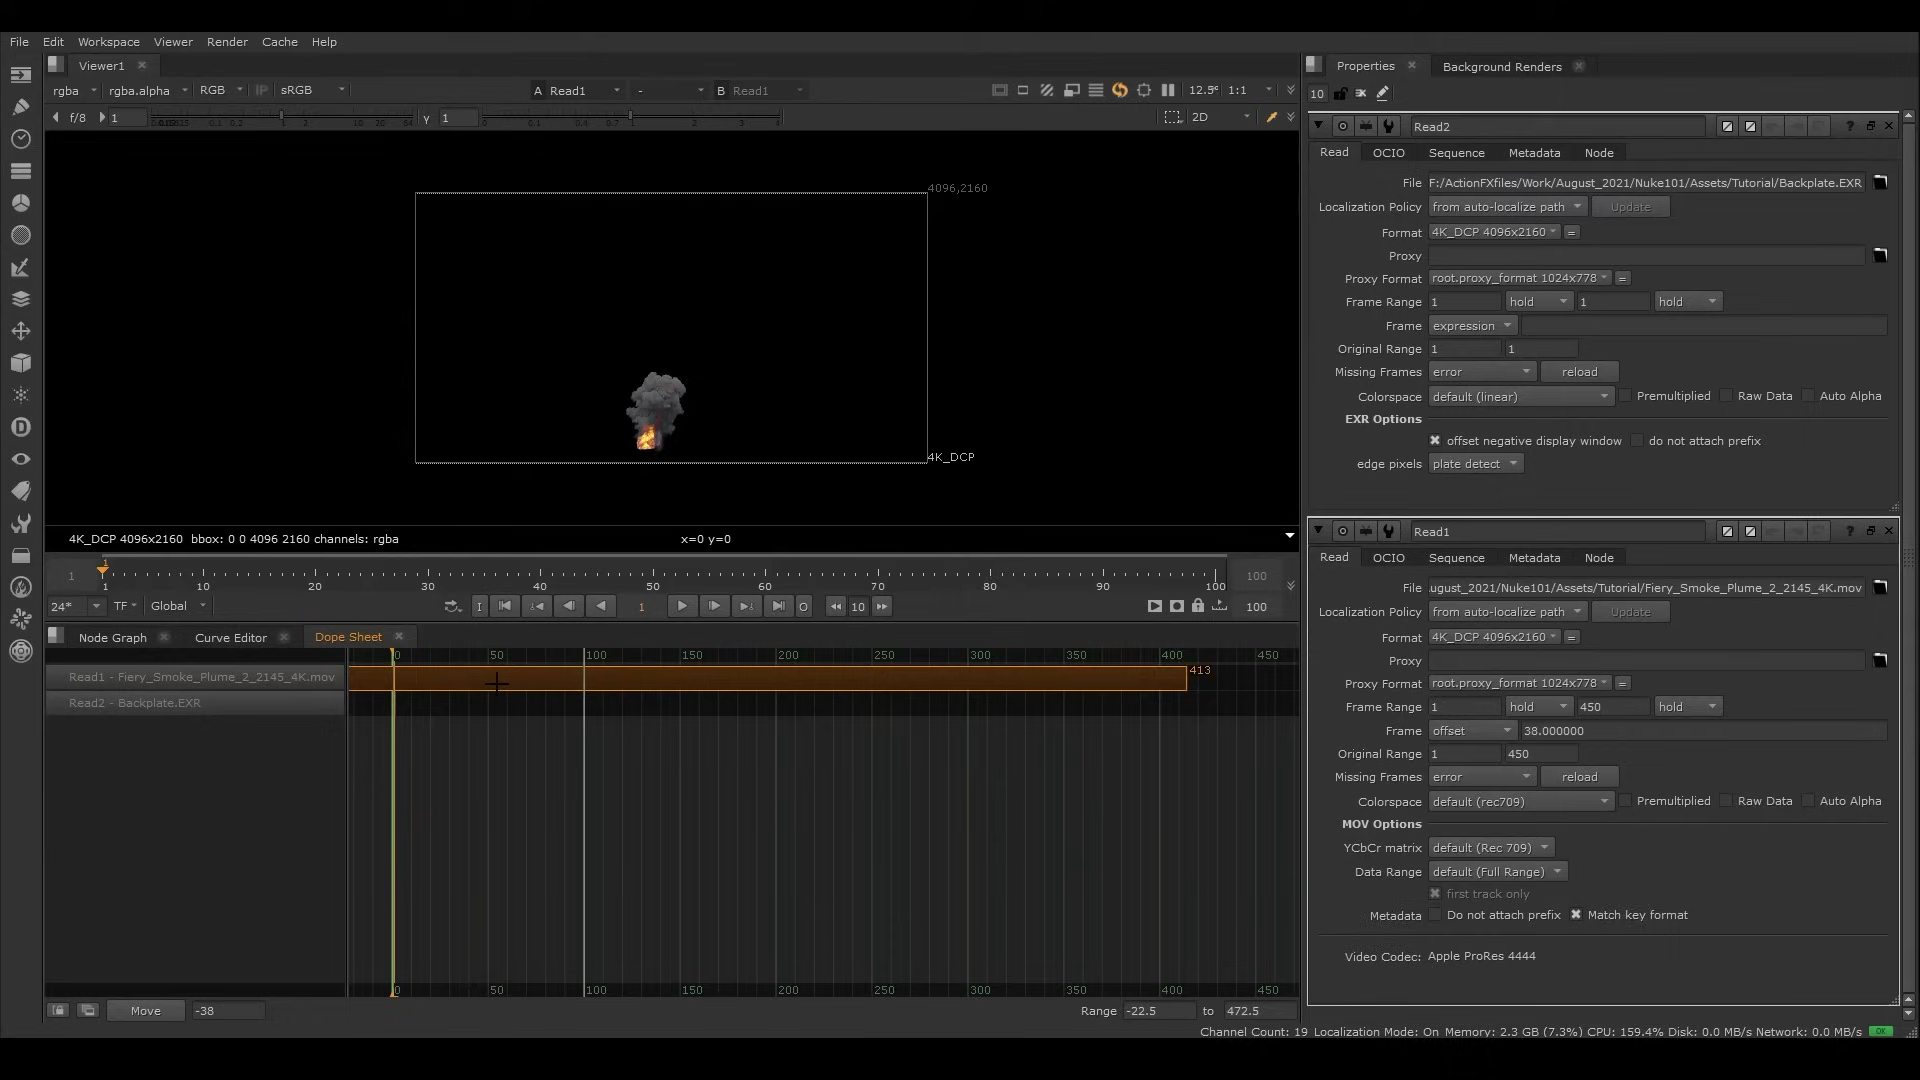 File Edit Workspace Viewer Render Cache Help
Viewer1
rgba rgba.alpha RGB IP sRGB A Read1 - B Read1 1:1
f/8 1 y 1 2D
4096,2160
4K_DCP
4K_DCP 4096x2160 bbox: 0 0 4096 2160 channels: rgba x=0 y=0
1 1 100
1 10 20 30 40 50 60 70 80 90 100
24* TF Global I 1 O 10 100
Node Graph Curve Editor Dope Sheet
0 50 100 150 200 250 300 350 400 450
Read1 - Fiery_Smoke_Plume_2_2145_4K.mov 413
Read2 - Backplate.EXR
0 50 100 150 200 250 300 350 400 450
Move -38 Range -22.5 to 472.5
Properties Background Renders
10
Read2 ?
Read OCIO Sequence Metadata Node
File F:/ActionFXfiles/Work/August_2021/Nuke101/Assets/Tutorial/Backplate.EXR
Localization Policy from auto-localize path Update
Format 4K_DCP 4096x2160 =
Proxy
Proxy Format root.proxy_format 1024x778 =
Frame Range 1 hold 1 hold
Frame expression
Original Range 1 1
Missing Frames error reload
Colorspace default (linear) Premultiplied Raw Data Auto Alpha
EXR Options
offset negative display window do not attach prefix
edge pixels plate detect
Read1 ?
Read OCIO Sequence Metadata Node
File ugust_2021/Nuke101/Assets/Tutorial/Fiery_Smoke_Plume_2_2145_4K.mov
Localization Policy from auto-localize path Update
Format 4K_DCP 4096x2160 =
Proxy
Proxy Format root.proxy_format 1024x778 =
Frame Range 1 hold 450 hold
Frame offset 38.000000
Original Range 1 450
Missing Frames error reload
Colorspace default (rec709) Premultiplied Raw Data Auto Alpha
MOV Options
YCbCr matrix default (Rec 709)
Data Range default (Full Range)
first track only
Metadata Do not attach prefix Match key format
Video Codec: Apple ProRes 4444
Channel Count: 19 Localization Mode: On Memory: 2.3 GB (7.3%) CPU: 159.4% Disk: 0.0 MB/s Network: 0.0 MB/s OK